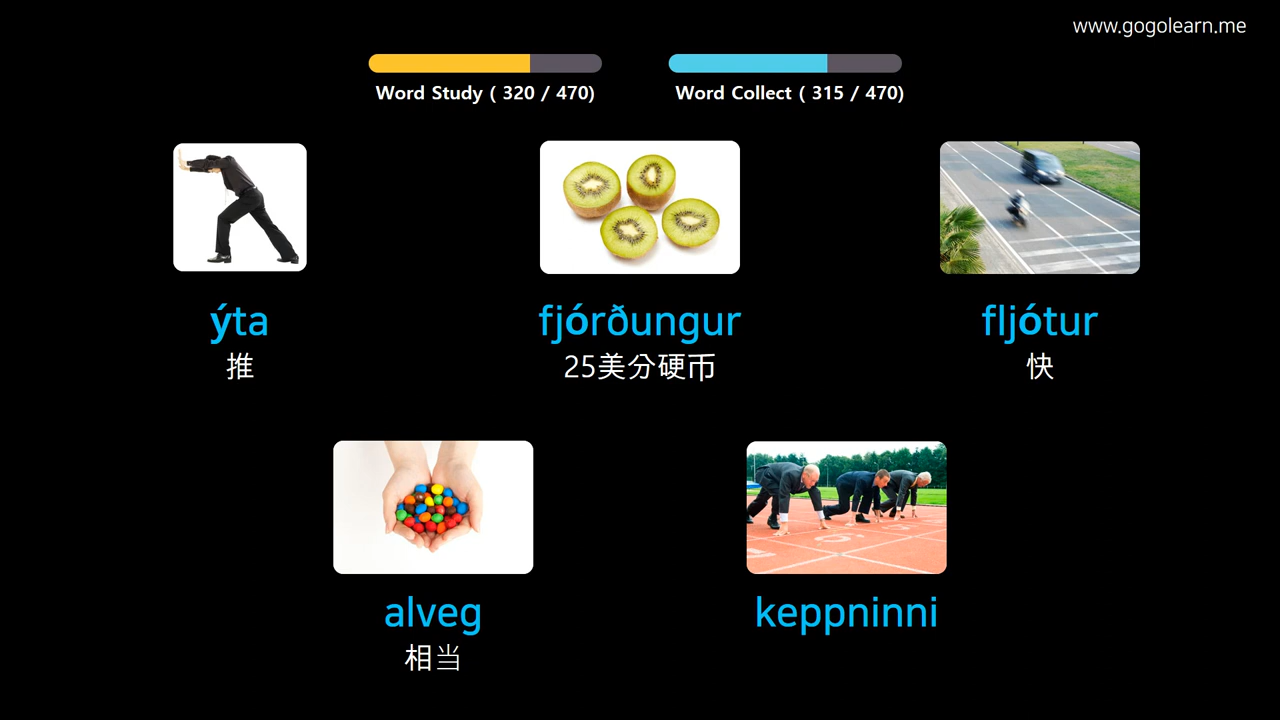 www.gogolearn.me
Word Study ( 320 / 470)
Word Collect ( 315 / 470)
ýta
推
fjórðungur
25美分硬币
fljótur
快
alveg
相当
keppninni